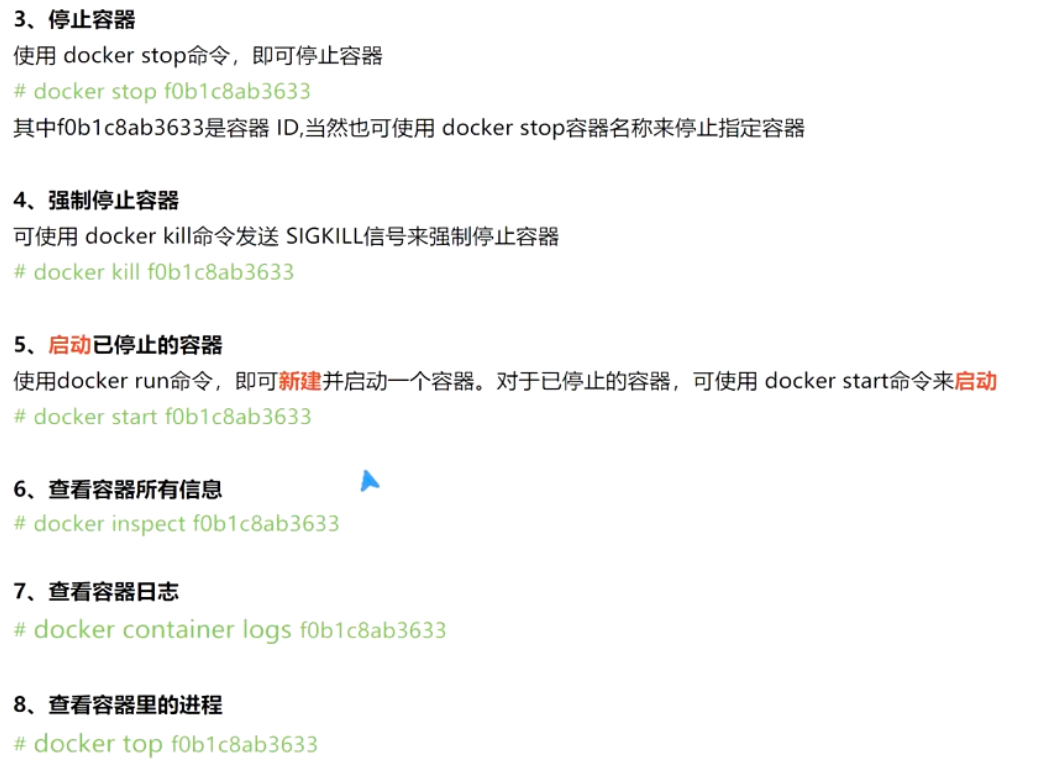 3、停止容器
使用 docker stop命令，即可停止容器
# docker stop f0b1c8ab3633
其中f0b1c8ab3633是容器 ID,当然也可使用 docker stop容器名称来停止指定容器
4、强制停止容器
可使用 docker kill命令发送 SIGKILL信号来强制停止容器
# docker kill f0b1c8ab3633
5、启动已停止的容器
使用docker run命令，即可新建并启动一个容器。对于已停止的容器，可使用 docker start命令来启动
# docker start f0b1c8ab3633
6、查看容器所有信息
# docker inspect f0b1c8ab3633
7、查看容器日志
# docker container logs f0b1c8ab3633
8、查看容器里的进程
# docker top f0b1c8ab3633